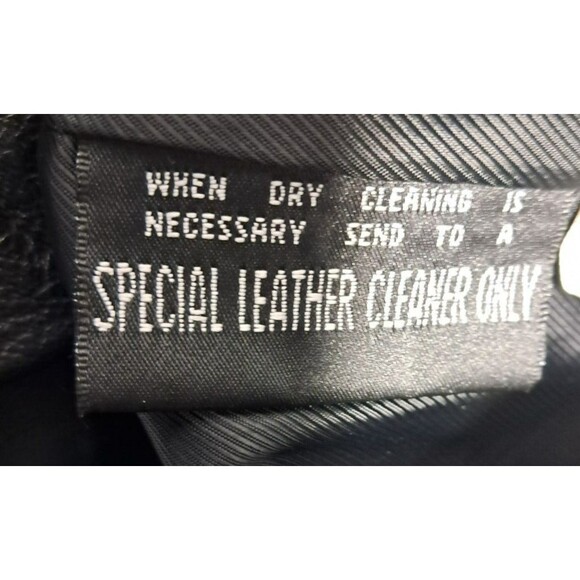 WHEN DRY CLEANING IS
NECESSARY SEND TO A
SPECIAL LEATHER CLEANER ONLY